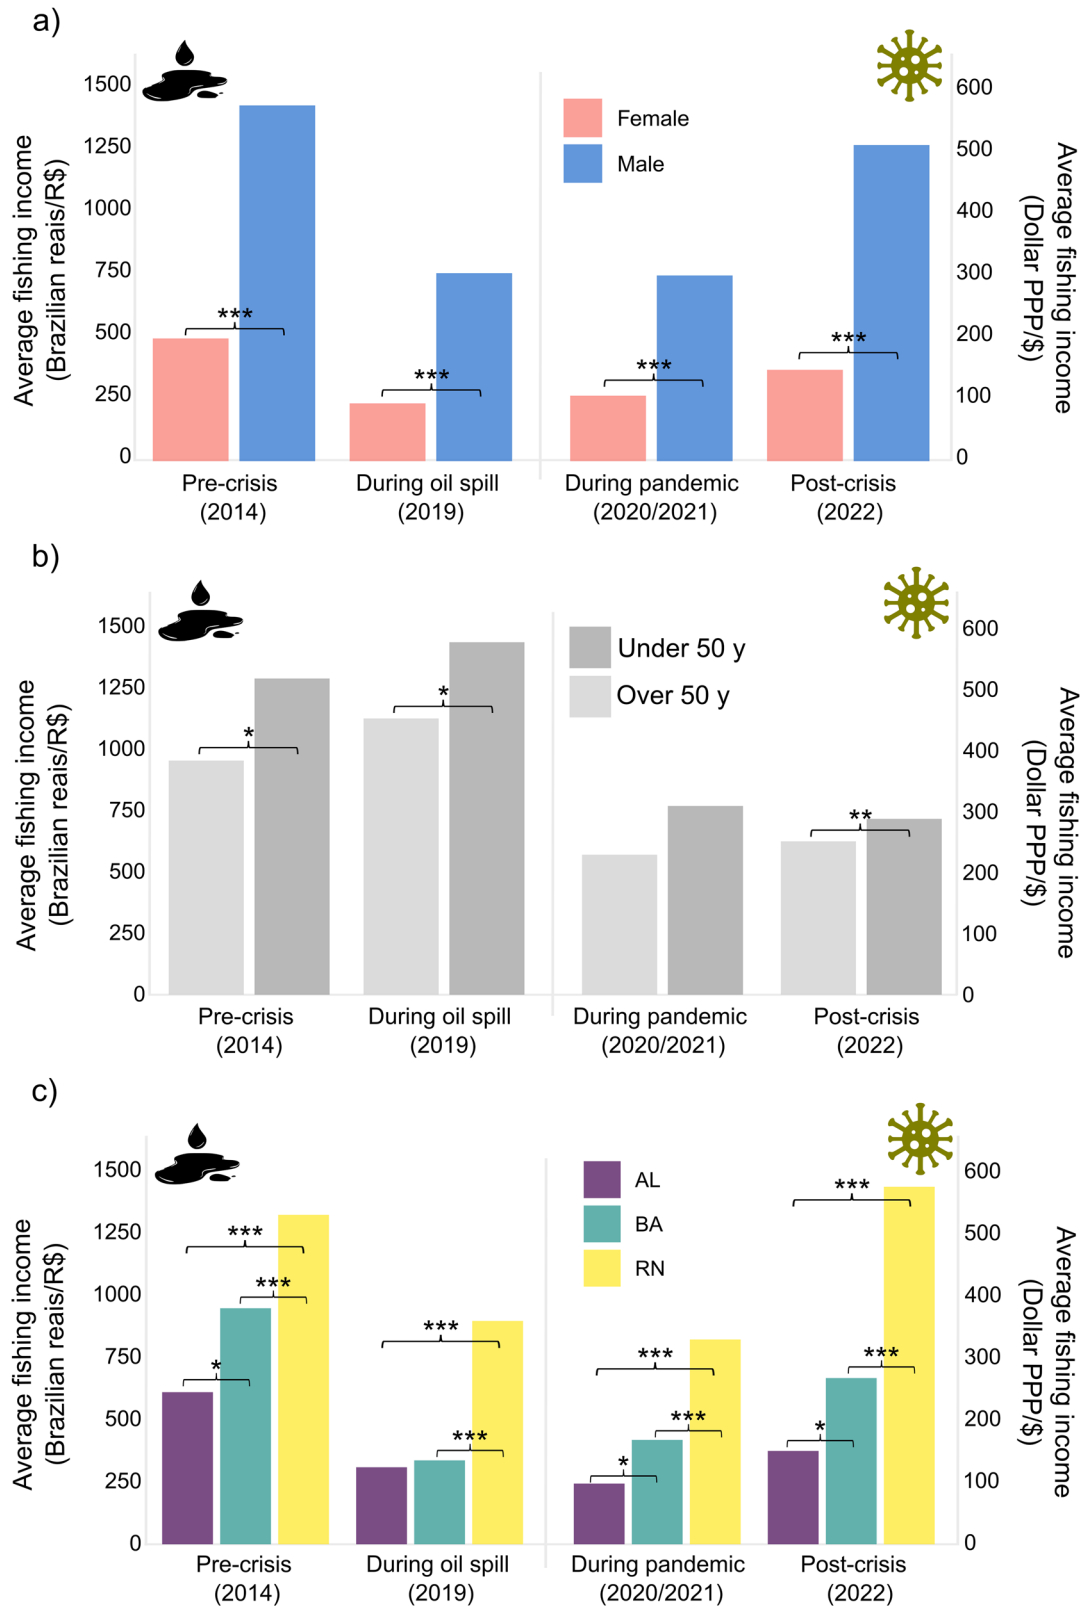 a)
1500
1250
1000
750
500
250
0
Average fishing income
(Brazilian reais/R$)
600
500
400
300
200
100
0
Average fishing income
(Dollar PPP/$)
Female
Male
***
***
***
***
Pre-crisis
(2014)
During oil spill
(2019)
During pandemic
(2020/2021)
Post-crisis
(2022)
b)
1500
1250
1000
750
500
250
0
Average fishing income
(Brazilian reais/R$)
600
500
400
300
200
100
0
Average fishing income
(Dollar PPP/$)
Under 50 y
Over 50 y
*
*
**
Pre-crisis
(2014)
During oil spill
(2019)
During pandemic
(2020/2021)
Post-crisis
(2022)
c)
1500
1250
1000
750
500
250
0
Average fishing income
(Brazilian reais/R$)
600
500
400
300
200
100
0
Average fishing income
(Dollar PPP/$)
AL
BA
RN
***
***
*
***
***
***
***
*
***
***
*
Pre-crisis
(2014)
During oil spill
(2019)
During pandemic
(2020/2021)
Post-crisis
(2022)